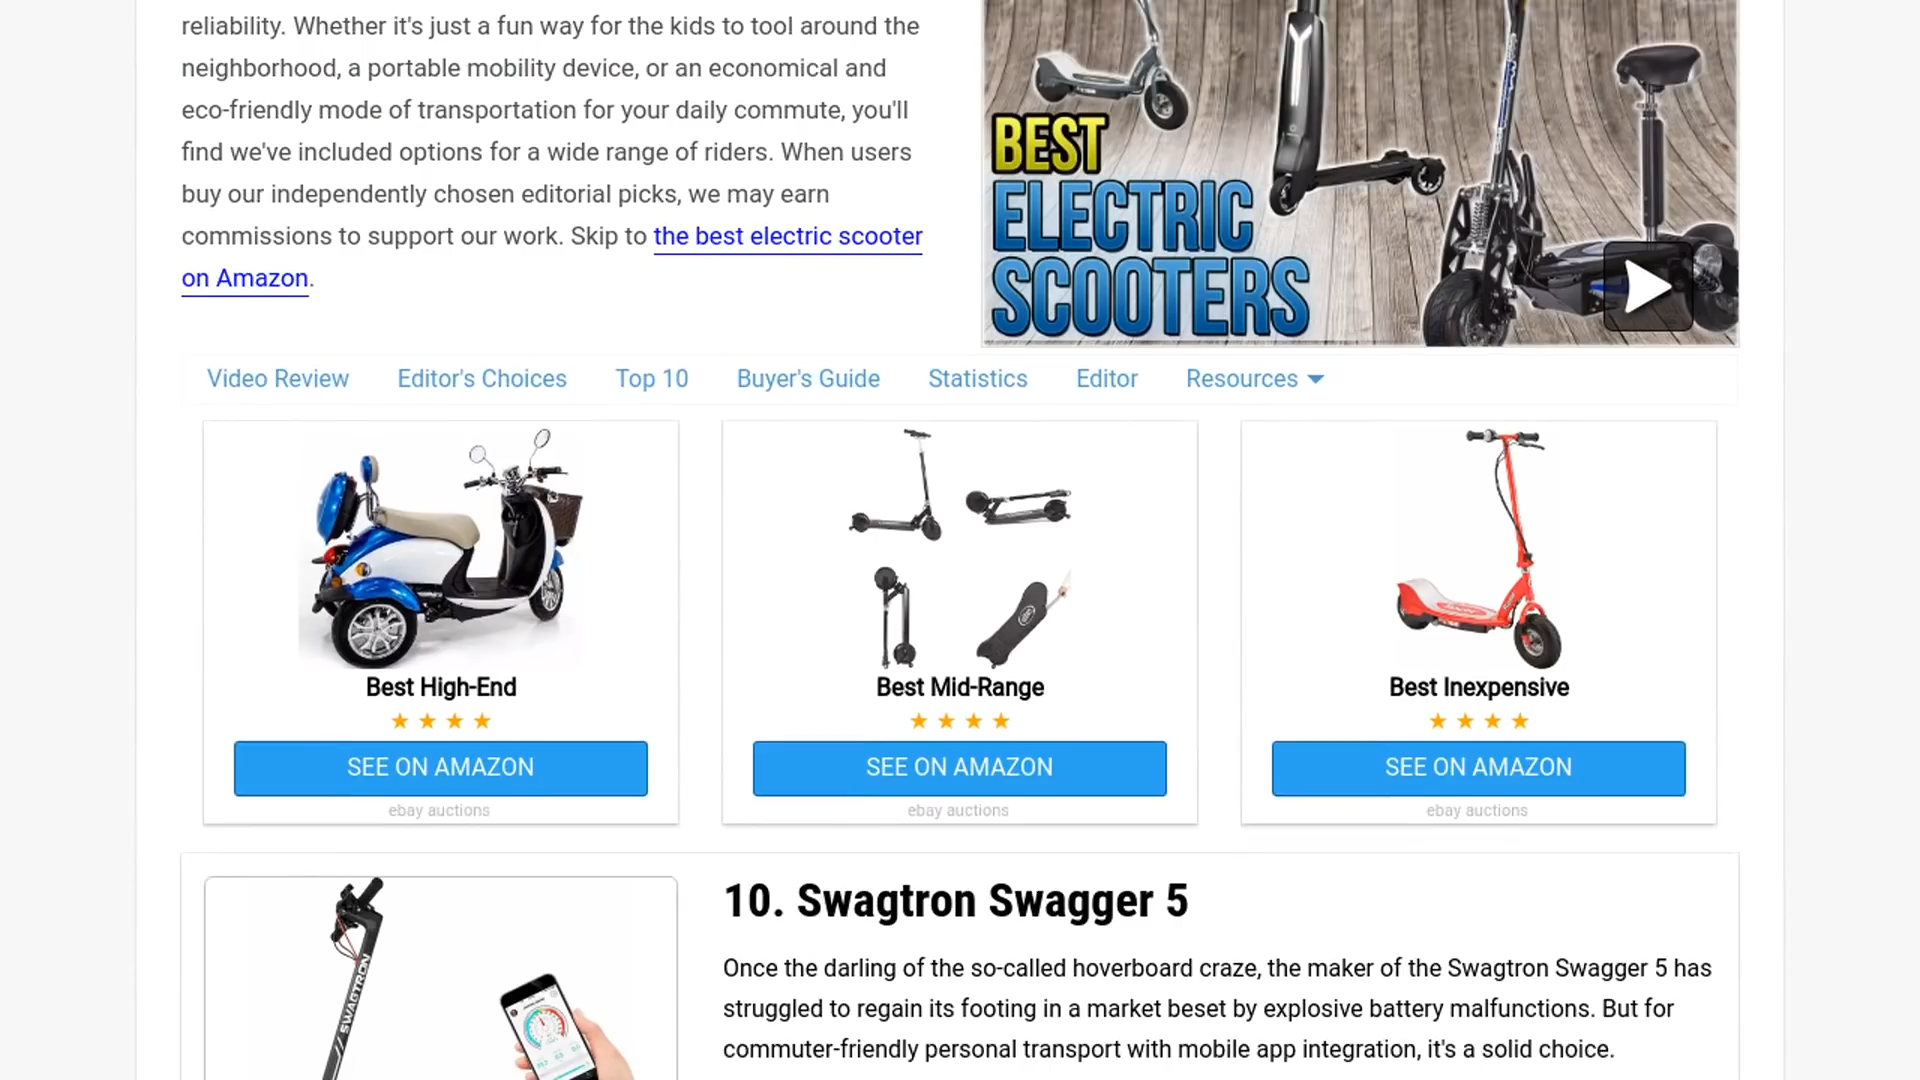 reliability. Whether it's just a fun way for the kids to tool around the
neighborhood, a portable mobility device, or an economical and
eco-friendly mode of transportation for your daily commute, you'll
find we've included options for a wide range of riders. When users
buy our independently chosen editorial picks, we may earn
commissions to support our work. Skip to the best electric scooter
on Amazon.
BEST
ELECTRIC
SCOOTERS
Video Review Editor's Choices Top 10 Buyer's Guide Statistics Editor Resources
Best High-End
SEE ON AMAZON
ebay auctions
Best Mid-Range
SEE ON AMAZON
ebay auctions
Best Inexpensive
SEE ON AMAZON
ebay auctions
// SWAGTRON
10. Swagtron Swagger 5
Once the darling of the so-called hoverboard craze, the maker of the Swagtron Swagger 5 has
struggled to regain its footing in a market beset by explosive battery malfunctions. But for
commuter-friendly personal transport with mobile app integration, it's a solid choice.